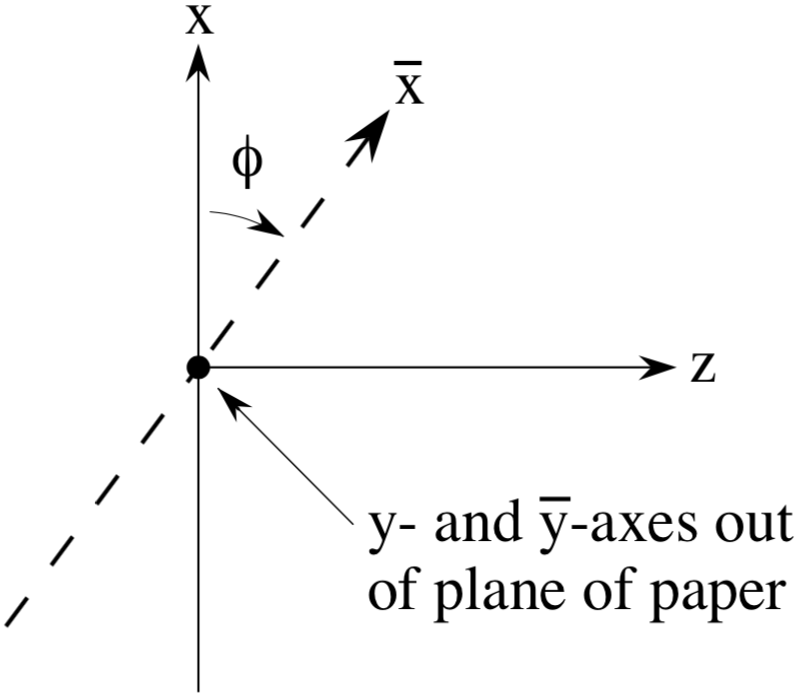 x
x̅
ϕ
z
y- and y̅-axes out
of plane of paper